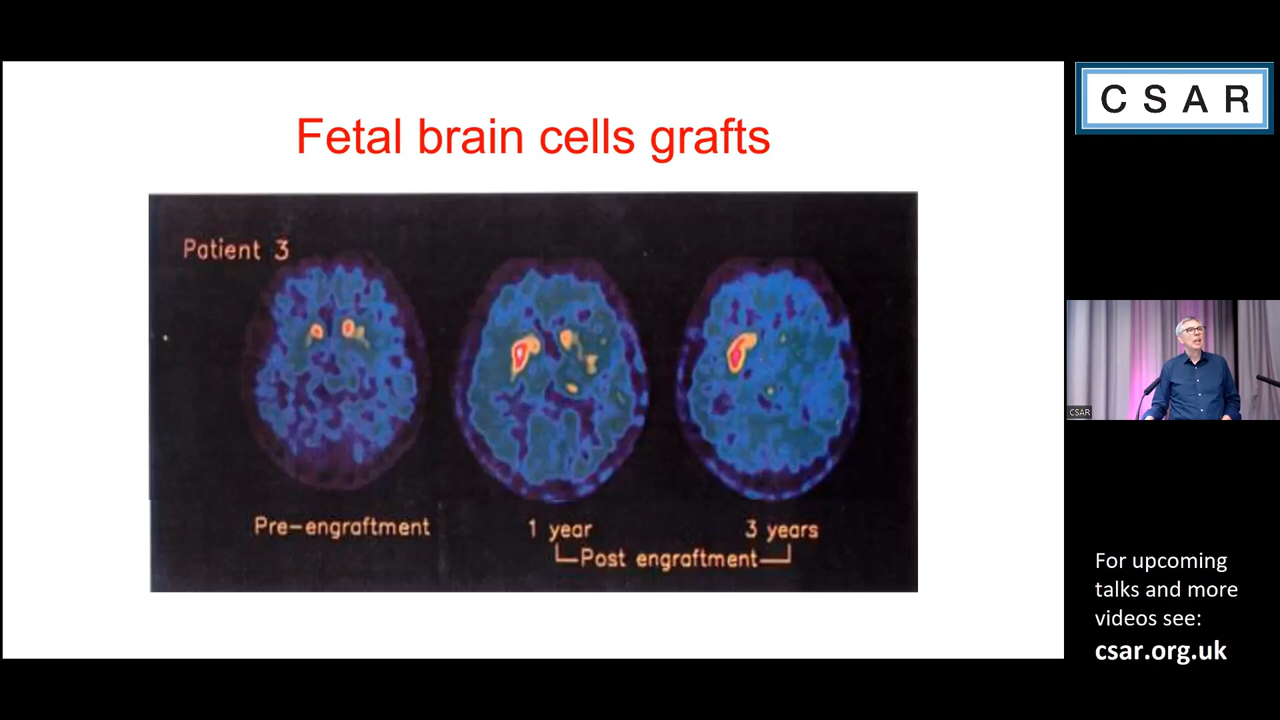 Fetal brain cells grafts
Patient 3
Pre-engraftment
1 year
3 years
Post engraftment
CSAR
CSAR
For upcoming
talks and more
videos see:
csar.org.uk